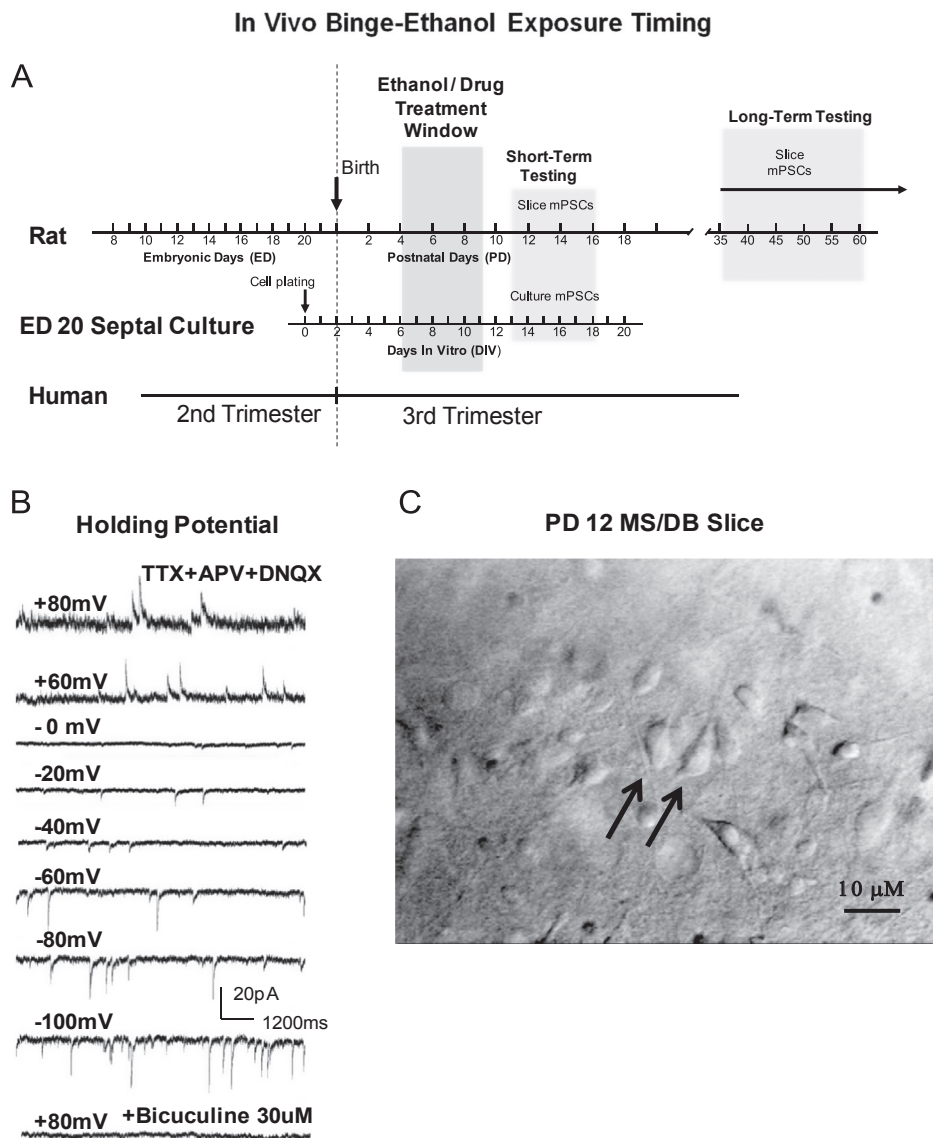 In Vivo Binge-Ethanol Exposure Timing
A
Ethanol / Drug
Treatment
Window
Long-Term Testing
Birth
Short-Term
Testing
Slice
mPSCs
Slice mPSCs
Rat
8 10 12 14 16 18 20 2 4 6 8 10 12 14 16 18 35 40 45 50 55 60
Embryonic Days (ED) Postnatal Days (PD)
Cell plating
Culture mPSCs
ED 20 Septal Culture
0 2 4 6 8 10 12 14 16 18 20
Days In Vitro (DIV)
Human
2nd Trimester 3rd Trimester
B
Holding Potential
TTX+APV+DNQX
+80mV
+60mV
- 0 mV
-20mV
-40mV
-60mV
-80mV
20pA
1200ms
-100mV
+80mV +Bicuculine 30uM
C
PD 12 MS/DB Slice
10 µM